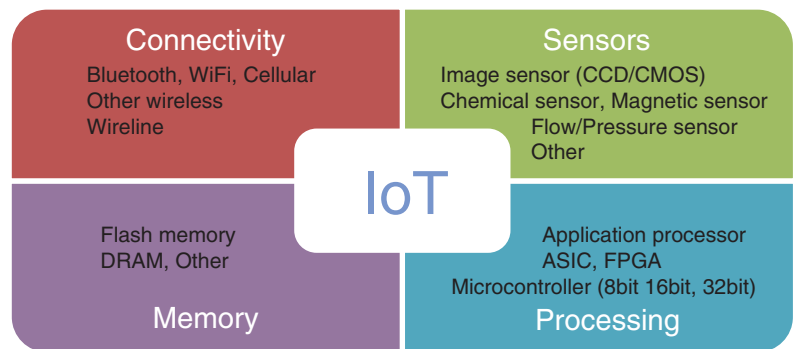 Connectivity
Bluetooth, WiFi, Cellular
Other wireless
Wireline
Sensors
Image sensor (CCD/CMOS)
Chemical sensor, Magnetic sensor
Flow/Pressure sensor
Other
IoT
Flash memory
DRAM, Other
Memory
Application processor
ASIC, FPGA
Microcontroller (8bit 16bit, 32bit)
Processing